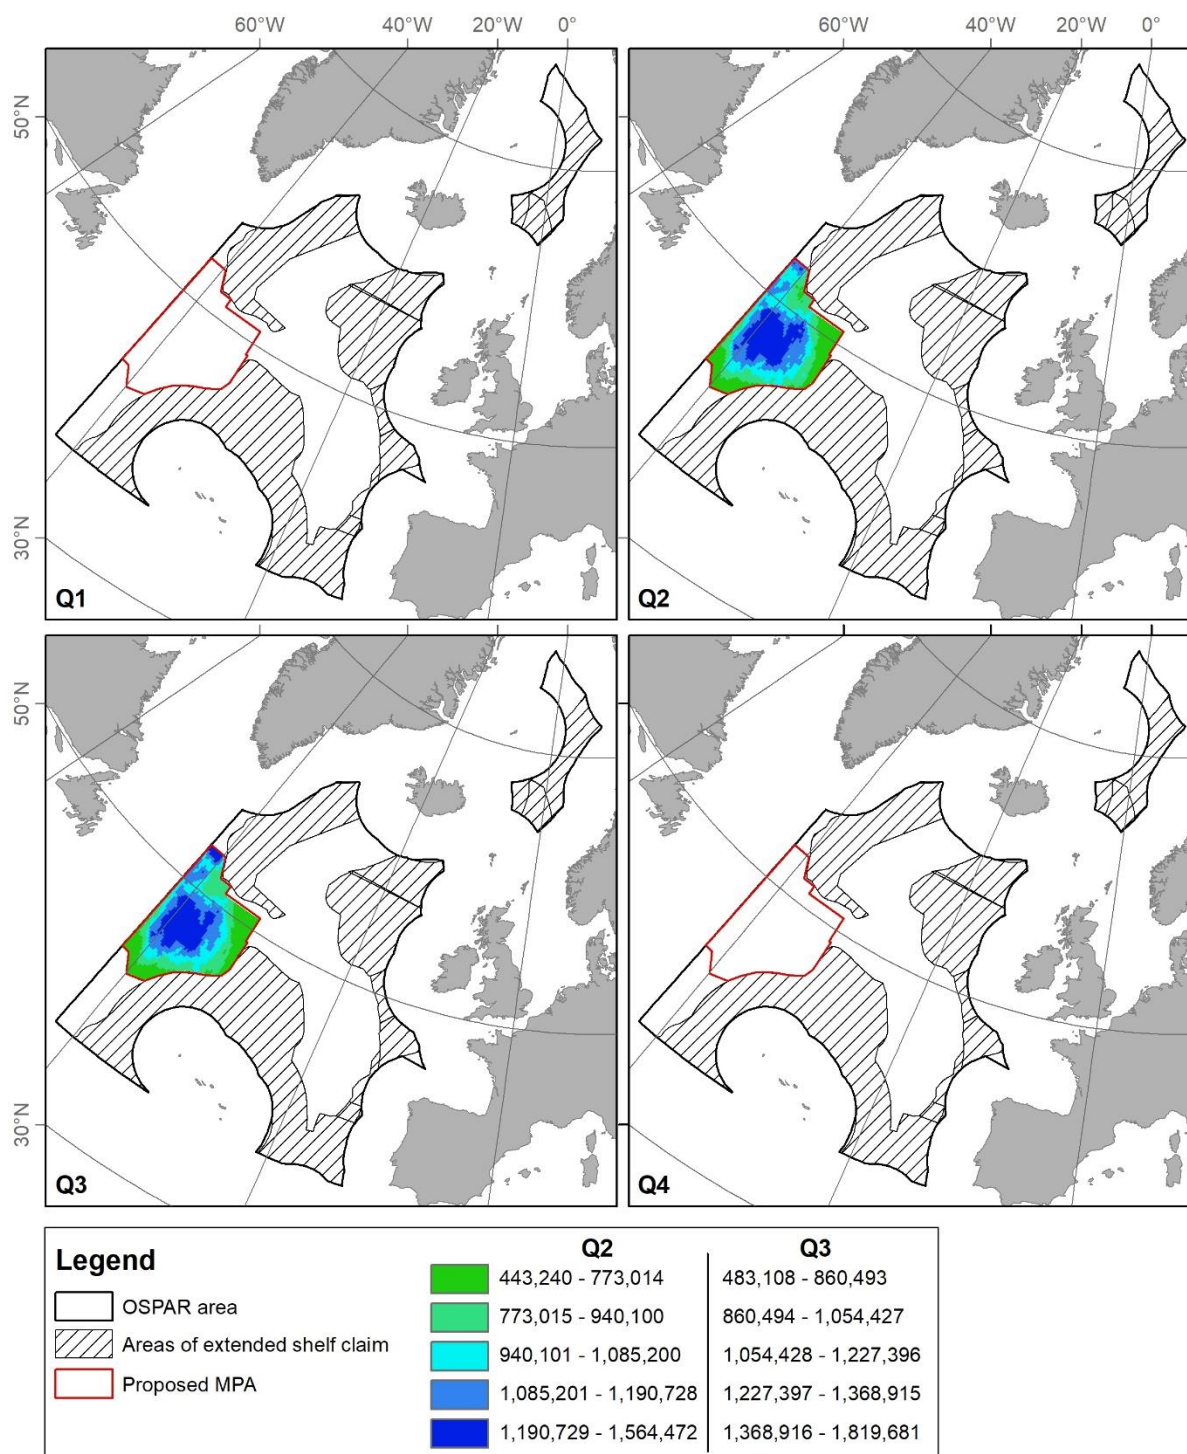 60°W 40°W 20°W 0° 60°W 40°W 20°W 0°
50°N
30°N
Q1 Q2
60°W 40°W 20°W 0°
50°N
30°N
Q3 Q4
Legend
OSPAR area
Areas of extended shelf claim
Proposed MPA
Q2 Q3
443,240 - 773,014 483,108 - 860,493
773,015 - 940,100 860,494 - 1,054,427
940,101 - 1,085,200 1,054,428 - 1,227,396
1,085,201 - 1,190,728 1,227,397 - 1,368,915
1,190,729 - 1,564,472 1,368,916 - 1,819,681